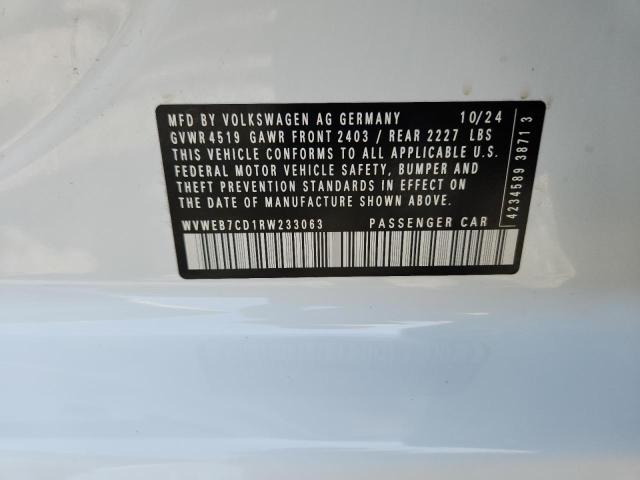 MFD BY VOLKSWAGEN AG GERMANY 10/24
GVWR 4519 GAWR FRONT 2403 / REAR 2227 LBS
THIS VEHICLE CONFORMS TO ALL APPLICABLE U.S.
FEDERAL MOTOR VEHICLE SAFETY, BUMPER AND
THEFT PREVENTION STANDARDS IN EFFECT ON
THE DATE OF MANUFACTURE SHOWN ABOVE.
WVWEB7CD1RW233063 PASSENGER CAR
4234589 3871 3